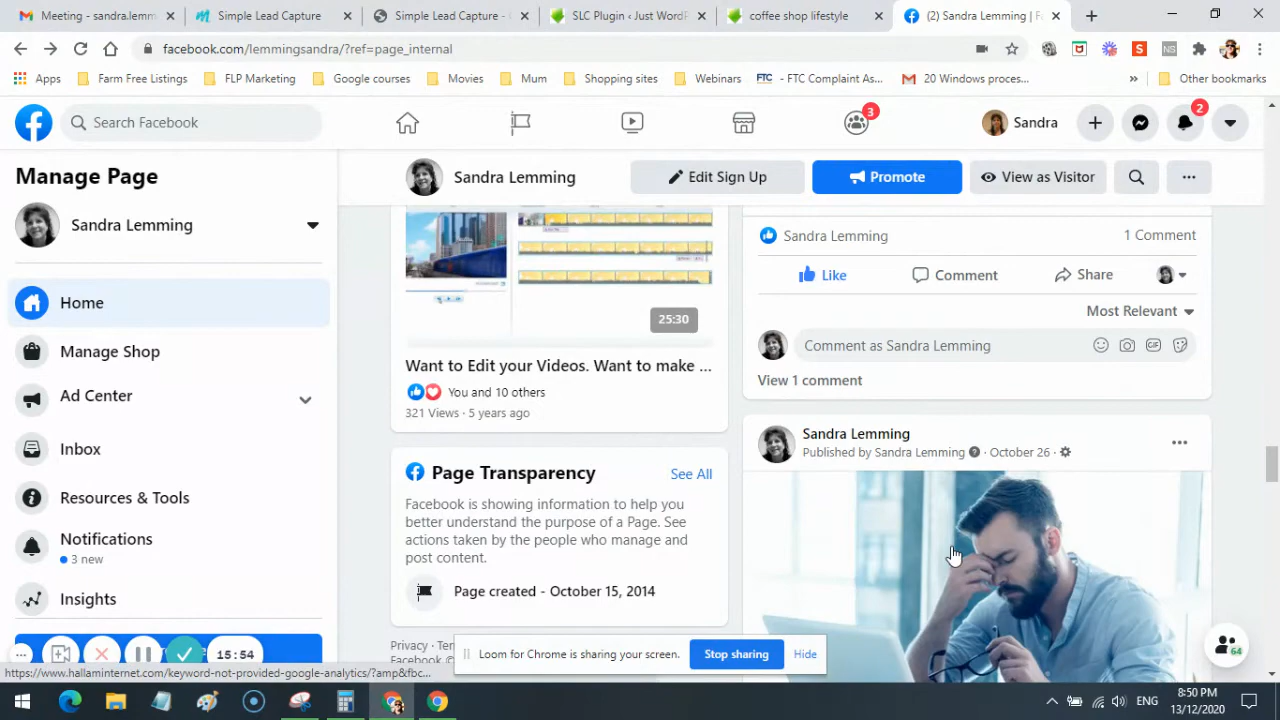 Meeting - sandra.lemm
Simple Lead Capture
Simple Lead Capture -
SLC Plugin ‹ Just WordP
coffee shop lifestyle
(2) Sandra Lemming | F
facebook.com/lemmingsandra/?ref=page_internal
Apps
Farm Free Listings
FLP Marketing
Google courses
Movies
Mum
Shopping sites
Webinars
FTC - FTC Complaint As...
20 Windows proces...
»
Other bookmarks
Search Facebook
3
Sandra
2
Manage Page
Sandra Lemming
Home
Manage Shop
Ad Center
Inbox
Resources & Tools
Notifications
3 new
Insights
15:54
Sandra Lemming
Edit Sign Up
Promote
View as Visitor
25:30
Want to Edit your Videos. Want to make ...
You and 10 others
321 Views · 5 years ago
Page Transparency
See All
Facebook is showing information to help you
better understand the purpose of a Page. See
actions taken by the people who manage and
post content.
Page created - October 15, 2014
Privacy · Ter
Facebook ©
Sandra Lemming
1 Comment
Like
Comment
Share
Most Relevant
Comment as Sandra Lemming
GIF
View 1 comment
Sandra Lemming
Published by Sandra Lemming · October 26 ·
Loom for Chrome is sharing your screen.
Stop sharing
Hide
64
https://www.hallaminternet.com/keyword-not-provided-google-analytics/?amp&fbc...
ENG
8:50 PM
13/12/2020